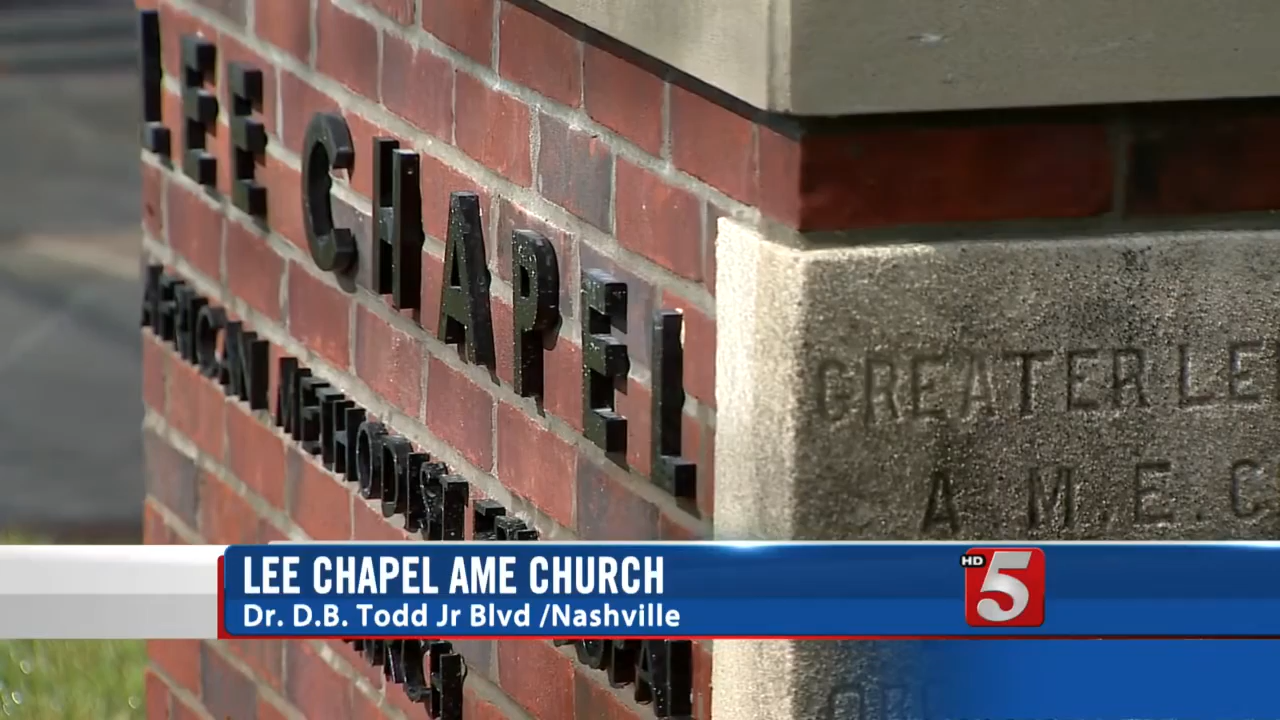 LEE CHAPEL
AFRICAN METHODIST
GREATER LE
A. M. E. C
LEE CHAPEL AME CHURCH
Dr. D.B. Todd Jr Blvd /Nashville
HD 5